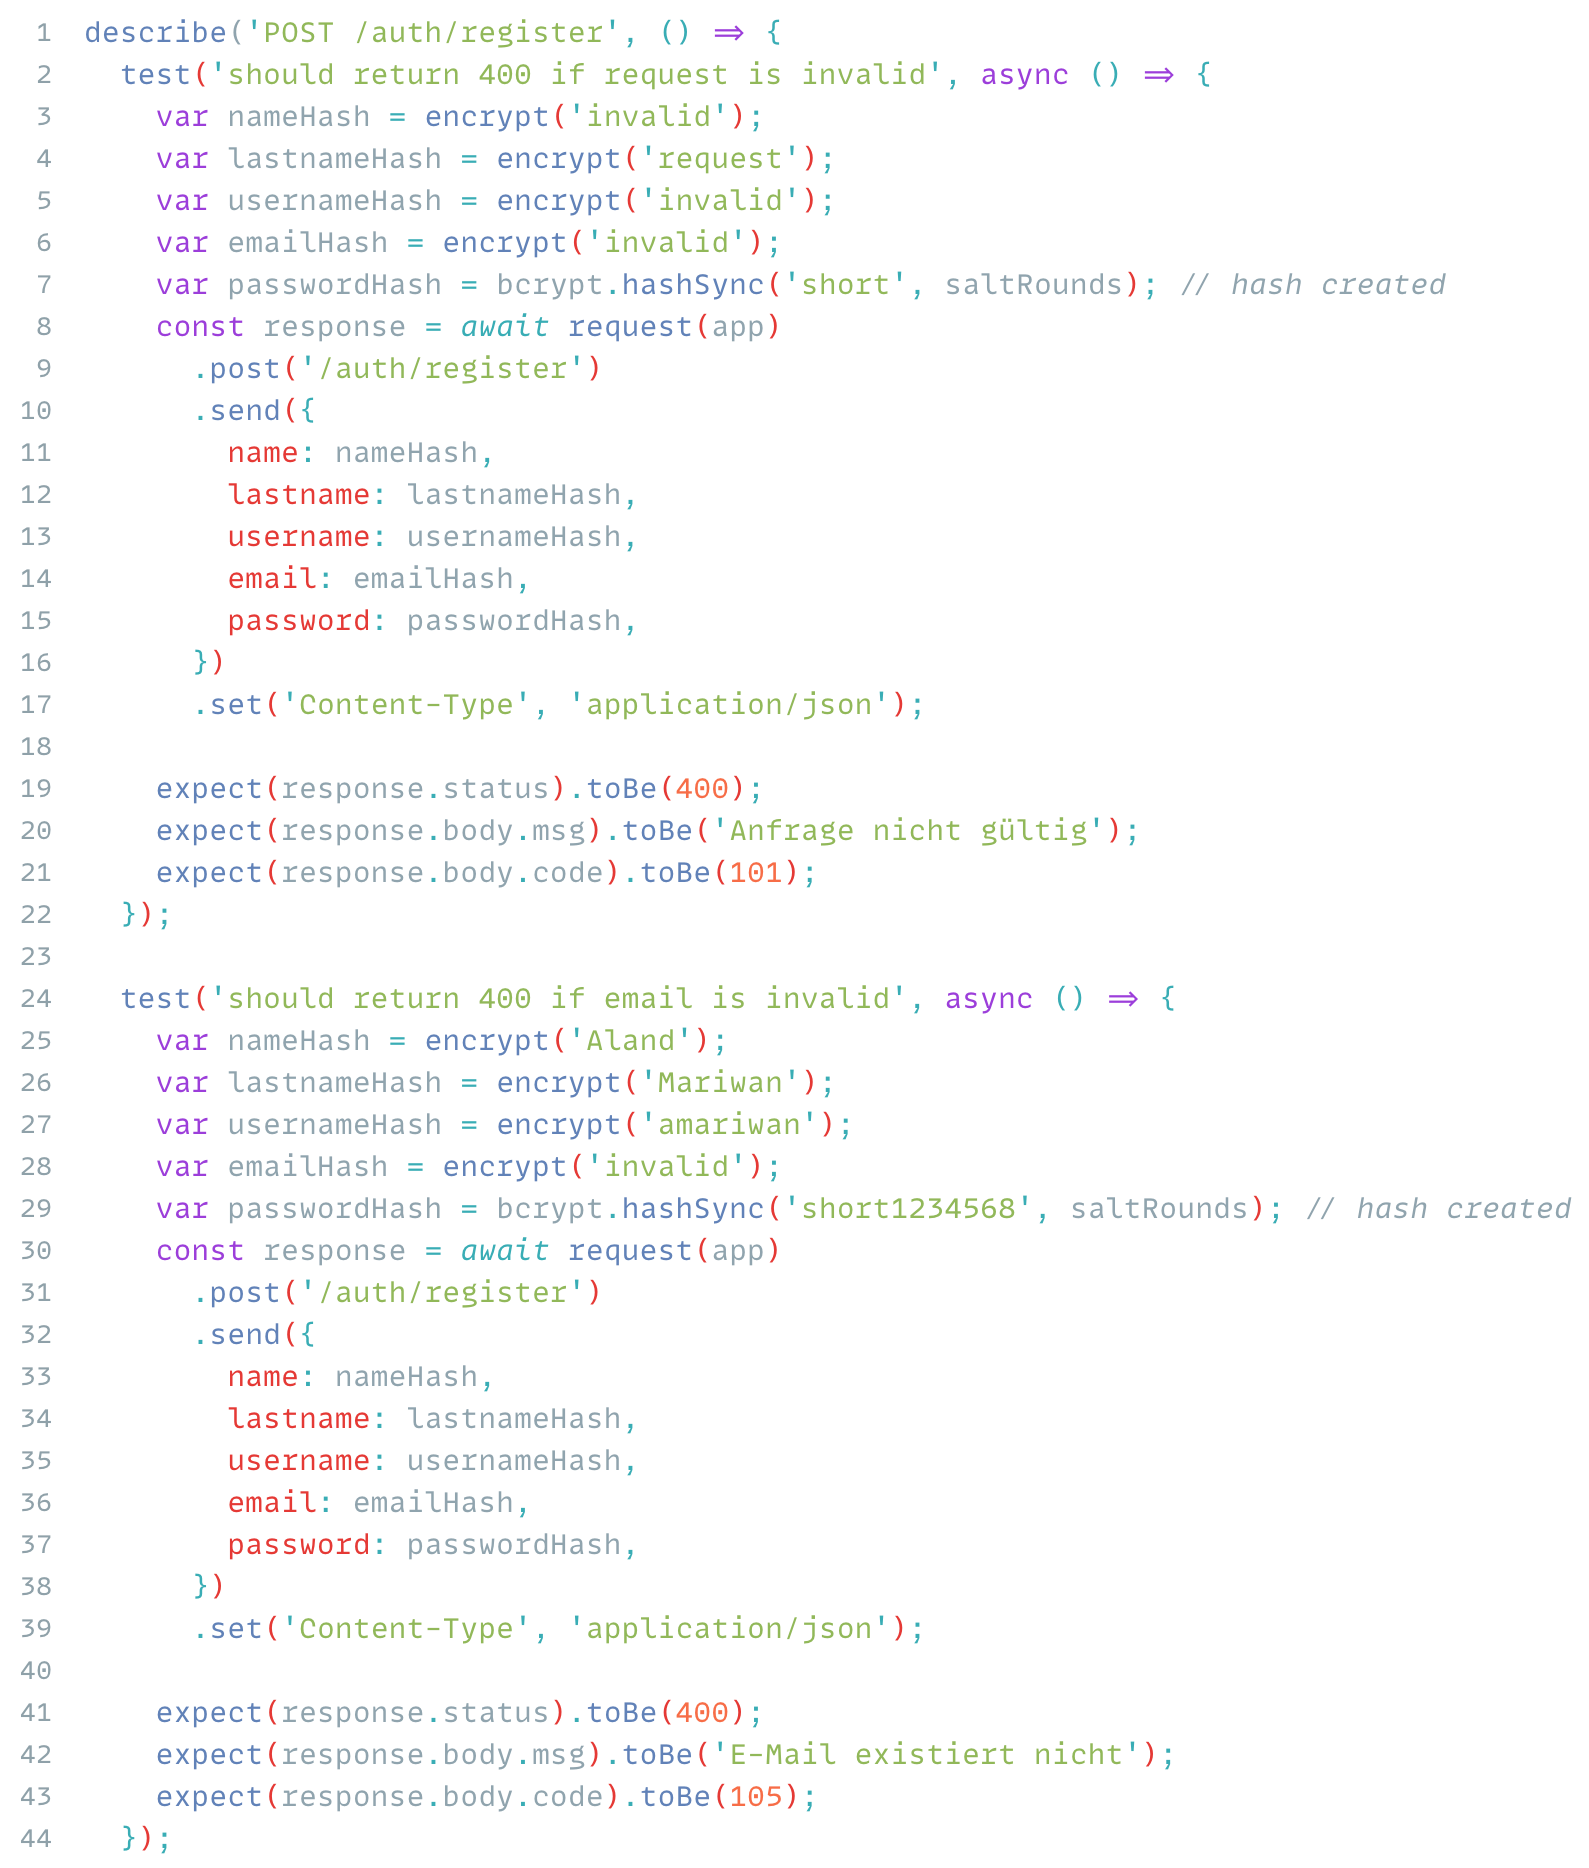 1 describe('POST /auth/register', () => {
2   test('should return 400 if request is invalid', async () => {
3     var nameHash = encrypt('invalid');
4     var lastnameHash = encrypt('request');
5     var usernameHash = encrypt('invalid');
6     var emailHash = encrypt('invalid');
7     var passwordHash = bcrypt.hashSync('short', saltRounds); // hash created
8     const response = await request(app)
9       .post('/auth/register')
10       .send({
11         name: nameHash,
12         lastname: lastnameHash,
13         username: usernameHash,
14         email: emailHash,
15         password: passwordHash,
16       })
17       .set('Content-Type', 'application/json');
18
19     expect(response.status).toBe(400);
20     expect(response.body.msg).toBe('Anfrage nicht gültig');
21     expect(response.body.code).toBe(101);
22   });
23
24   test('should return 400 if email is invalid', async () => {
25     var nameHash = encrypt('Aland');
26     var lastnameHash = encrypt('Mariwan');
27     var usernameHash = encrypt('amariwan');
28     var emailHash = encrypt('invalid');
29     var passwordHash = bcrypt.hashSync('short1234568', saltRounds); // hash created
30     const response = await request(app)
31       .post('/auth/register')
32       .send({
33         name: nameHash,
34         lastname: lastnameHash,
35         username: usernameHash,
36         email: emailHash,
37         password: passwordHash,
38       })
39       .set('Content-Type', 'application/json');
40
41     expect(response.status).toBe(400);
42     expect(response.body.msg).toBe('E-Mail existiert nicht');
43     expect(response.body.code).toBe(105);
44   });